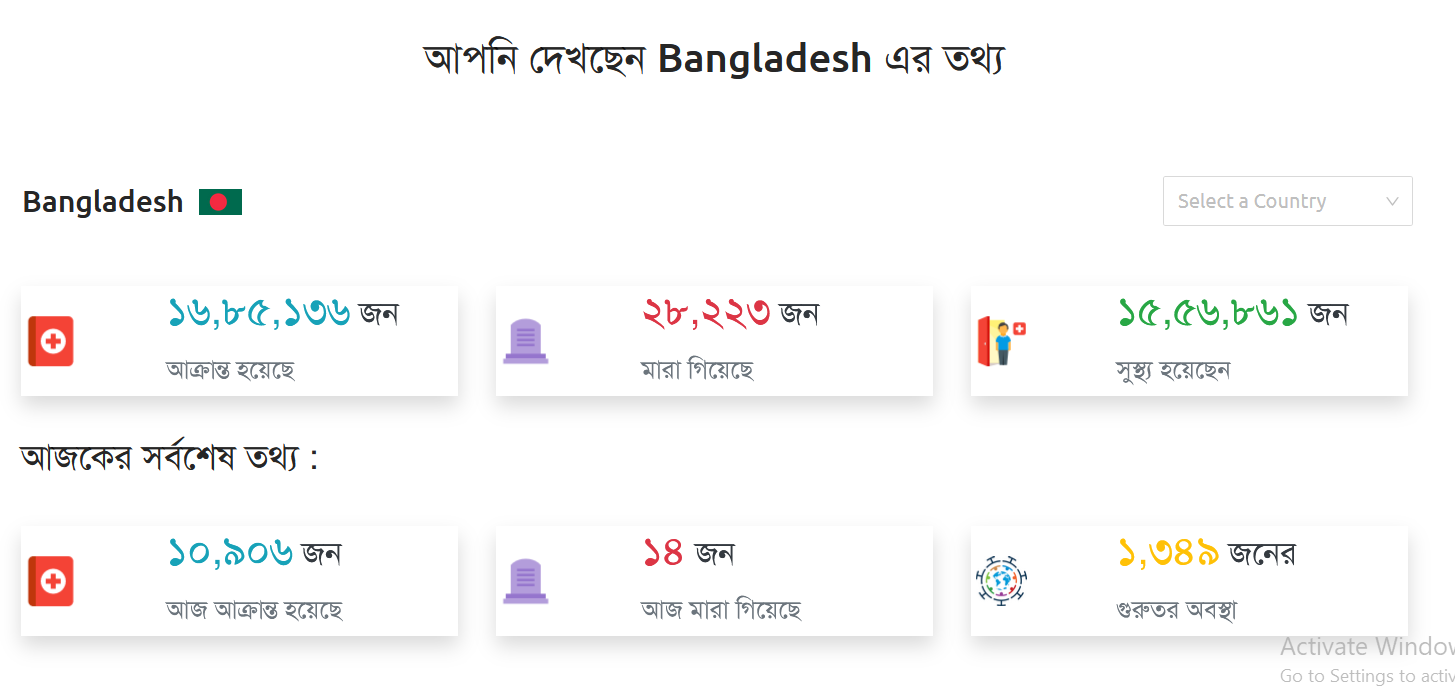 আপনি দেখছেন Bangladesh এর তথ্য
Bangladesh
Select a Country
১৬,৮৫,১৩৬ জন
আক্রান্ত হয়েছে
২৮,২২৩ জন
মারা গিয়েছে
১৫,৫৬,৮৬১ জন
সুস্থ্য হয়েছেন
আজকের সর্বশেষ তথ্য :
১০,৯০৬ জন
আজ আক্রান্ত হয়েছে
১৪ জন
আজ মারা গিয়েছে
১,৩৪৯ জনের
গুরুতর অবস্থা
Activate Window
Go to Settings to activ